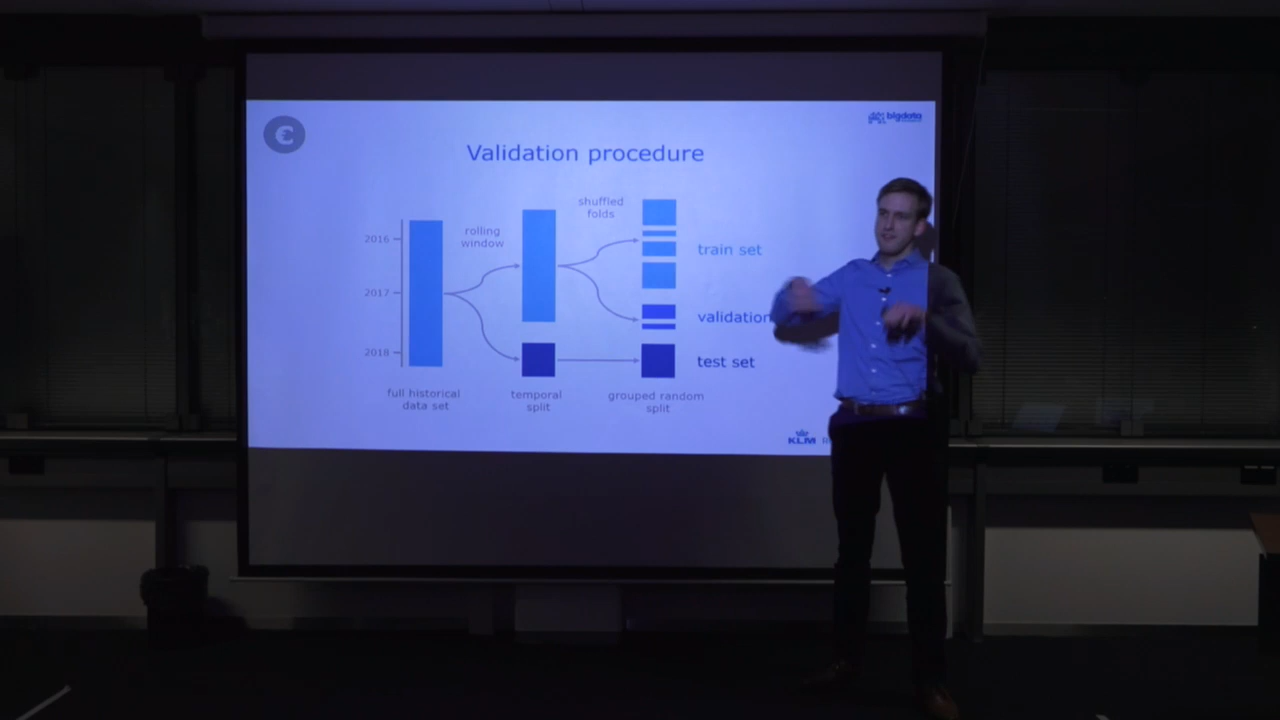 bigdata
Validation procedure
shuffled
folds
rolling
window
2016
2017
2018
train set
validation
test set
full historical
data set
temporal
split
grouped random
split
KLM